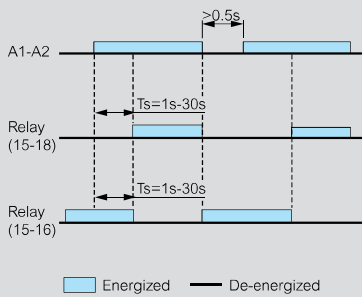 >0.5s
A1-A2
Ts=1s-30s
Relay
(15-18)
Ts=1s-30s
Relay
(15-16)
Energized
De-energized